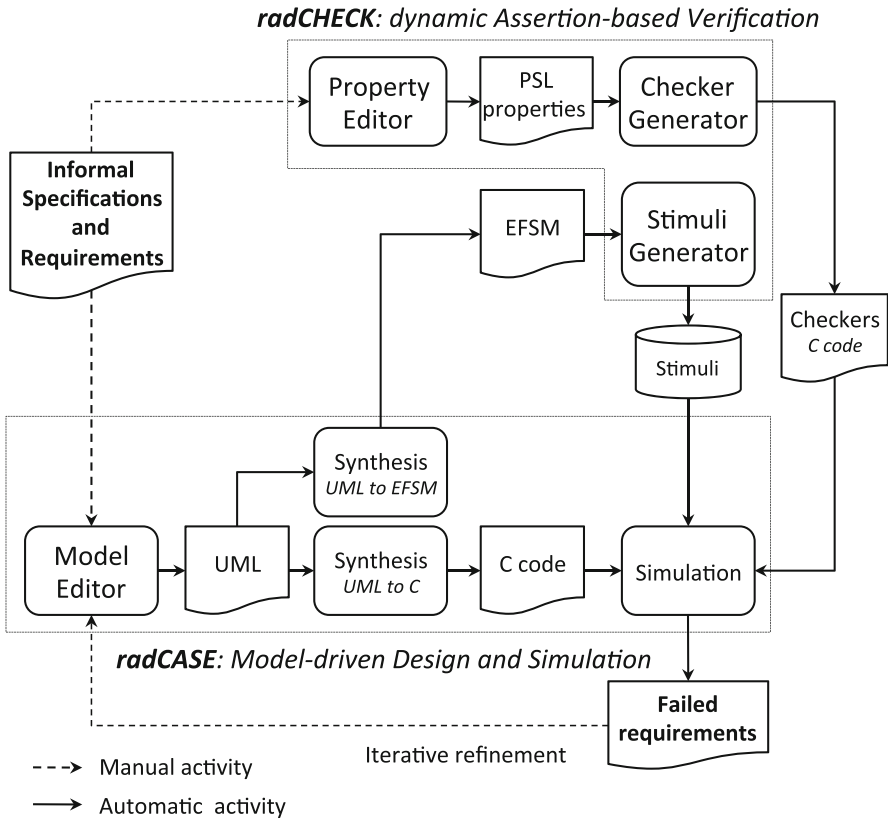 radCHECK: dynamic Assertion-based Verification
Property
Editor
PSL
properties
Checker
Generator
Informal
Specifications
and
Requirements
EFSM
Stimuli
Generator
Checkers
C code
Stimuli
Synthesis
UML to EFSM
Model
Editor
UML
Synthesis
UML to C
C code
Simulation
radCASE: Model-driven Design and Simulation
Failed
requirements
Iterative refinement
Manual activity
Automatic activity